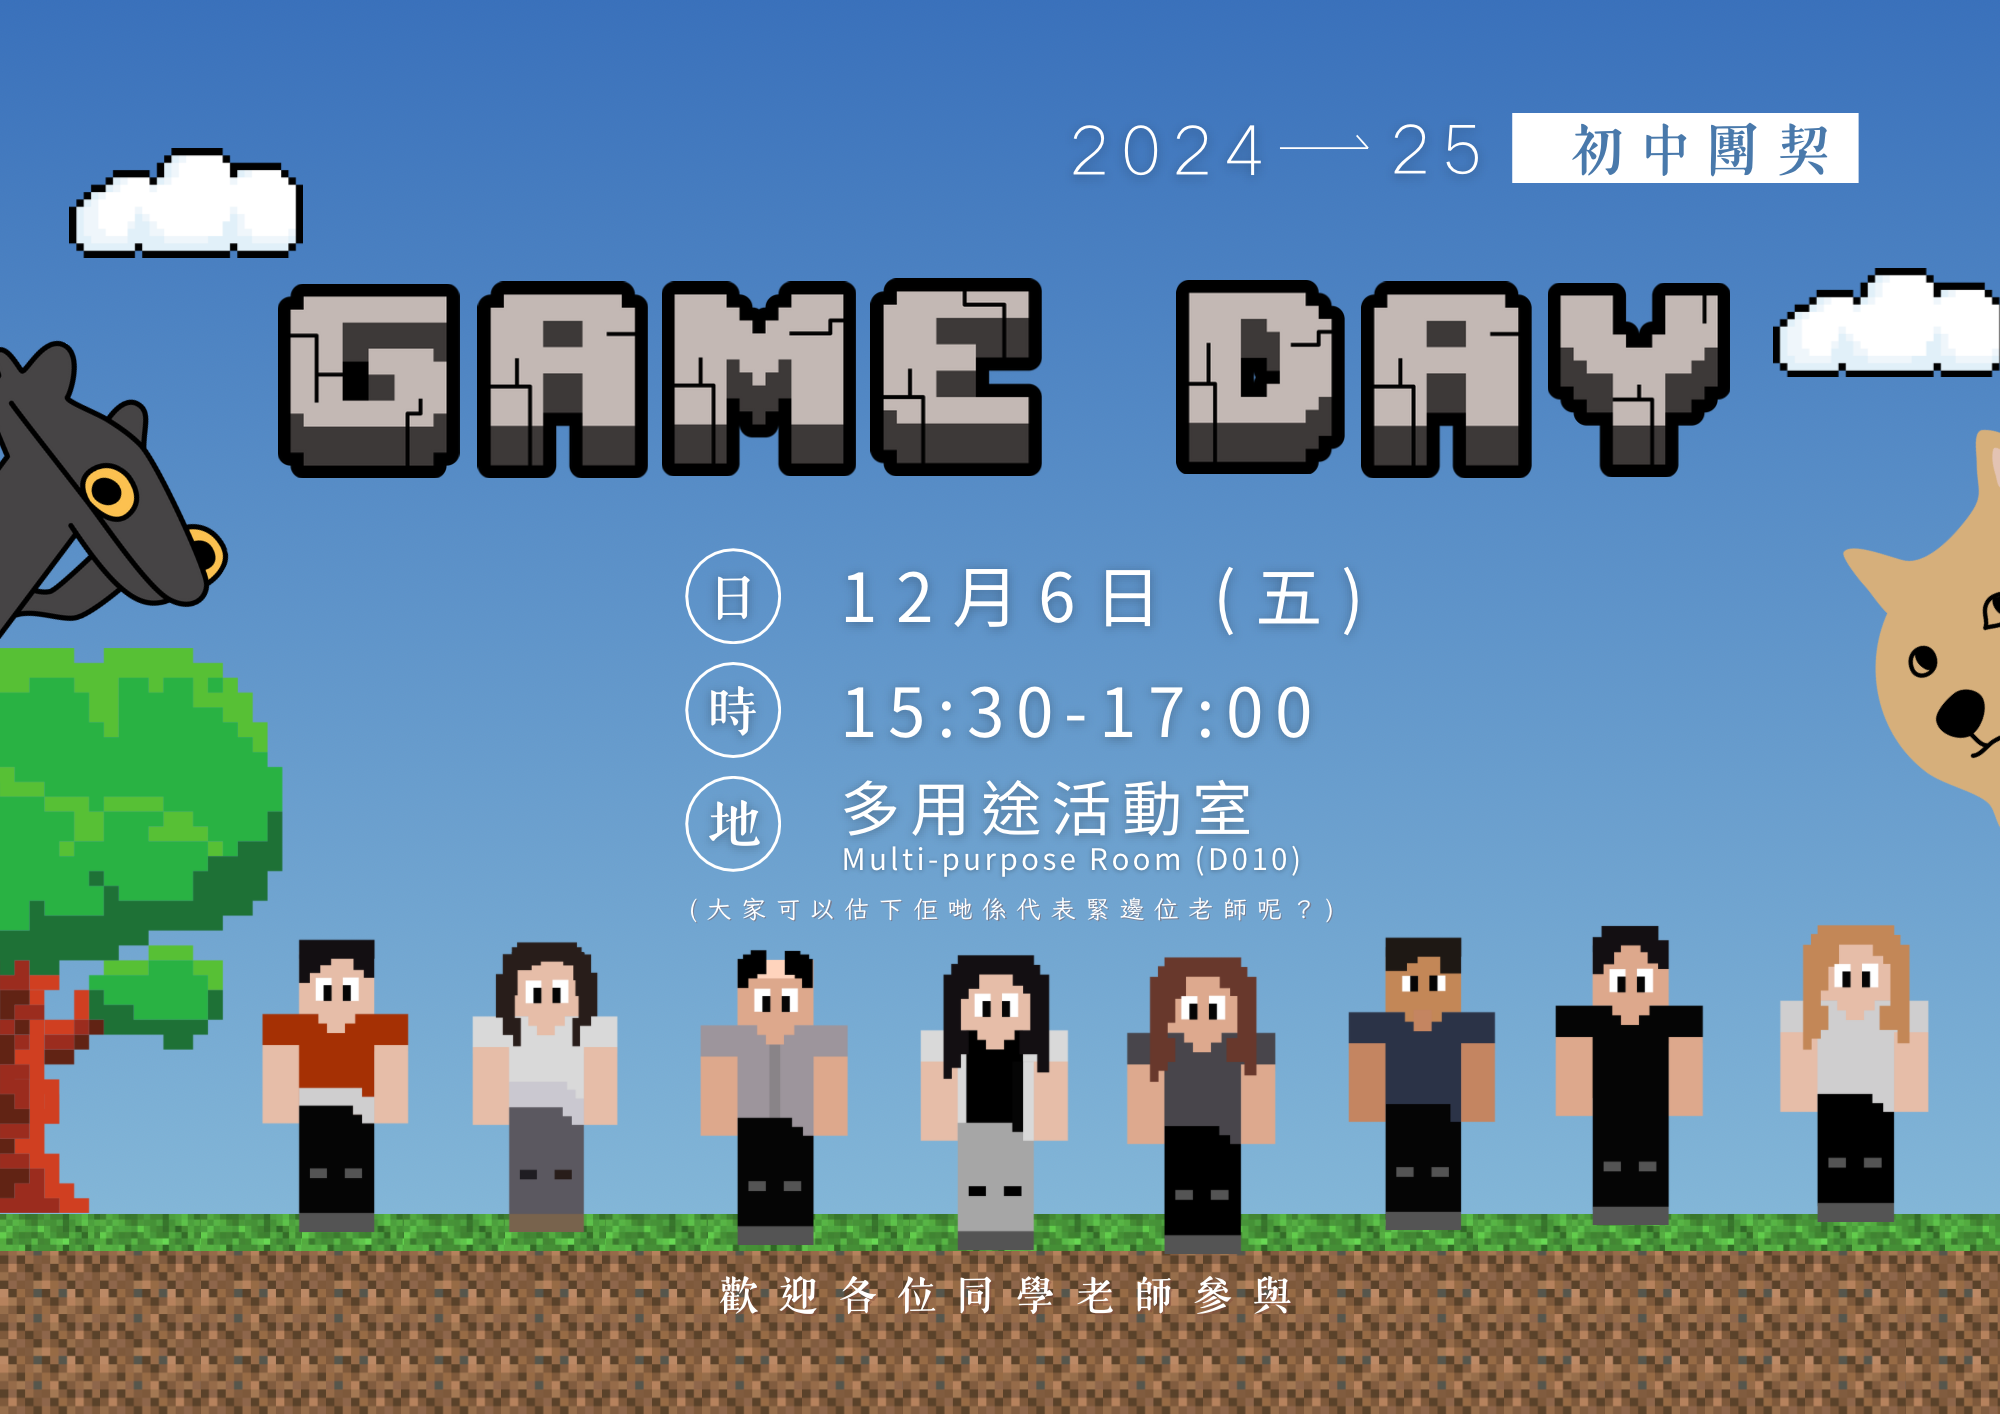 2024⇀25 初中團契
GAME DAY
日 12月6日 (五)
時 15:30-17:00
地 多用途活動室
Multi-purpose Room (D010)
(大家可以估下佢哋係代表緊邊位老師呢？)
歡迎各位同學老師參與